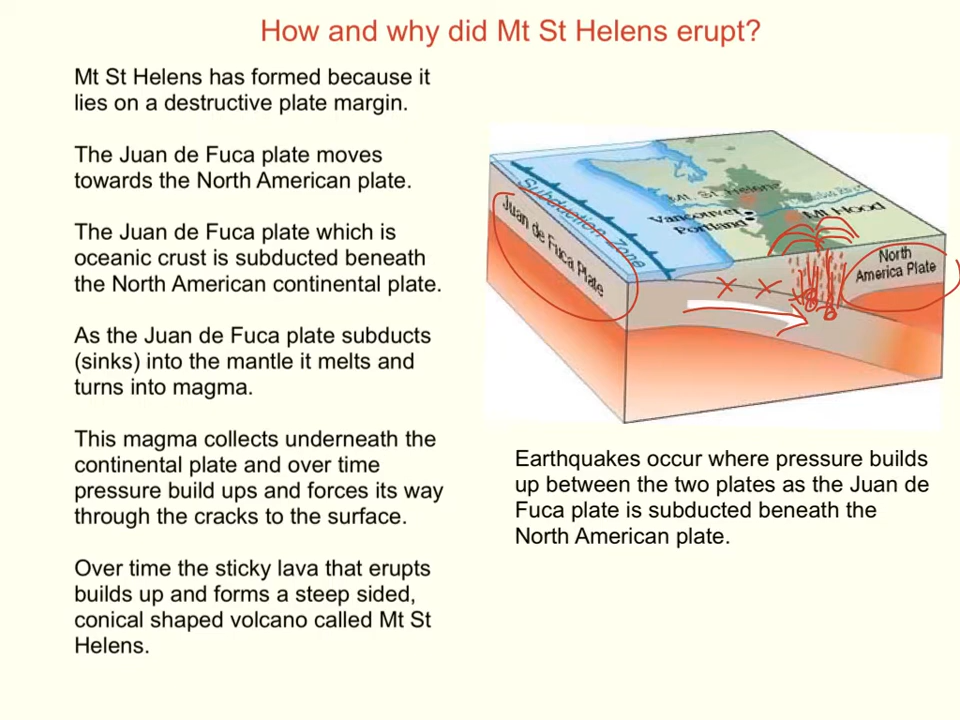 How and why did Mt St Helens erupt?
Mt St Helens has formed because it
lies on a destructive plate margin.
The Juan de Fuca plate moves
towards the North American plate.
The Juan de Fuca plate which is
oceanic crust is subducted beneath
the North American continental plate.
As the Juan de Fuca plate subducts
(sinks) into the mantle it melts and
turns into magma.
This magma collects underneath the
continental plate and over time
pressure build ups and forces its way
through the cracks to the surface.
Over time the sticky lava that erupts
builds up and forms a steep sided,
conical shaped volcano called Mt St
Helens.
Subduction Zone
Juan de Fuca Plate
Mt St Helens
Vancouver
Portland
Mt Hood
North
America Plate
Earthquakes occur where pressure builds
up between the two plates as the Juan de
Fuca plate is subducted beneath the
North American plate.